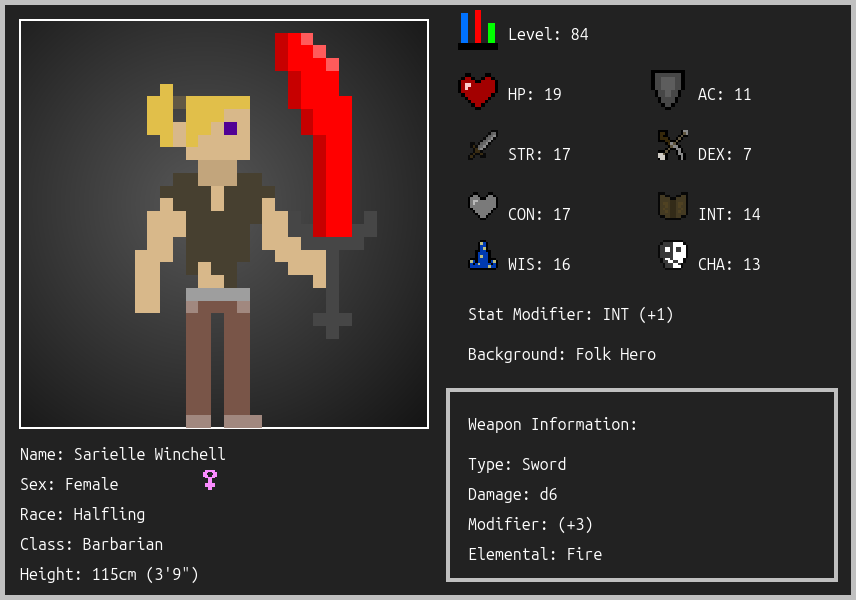 Level: 84
HP: 19
AC: 11
STR: 17
DEX: 7
CON: 17
INT: 14
WIS: 16
CHA: 13
Stat Modifier: INT (+1)
Background: Folk Hero
Weapon Information:
Type: Sword
Damage: d6
Modifier: (+3)
Elemental: Fire
Name: Sarielle Winchell
Sex: Female
Race: Halfling
Class: Barbarian
Height: 115cm (3'9")